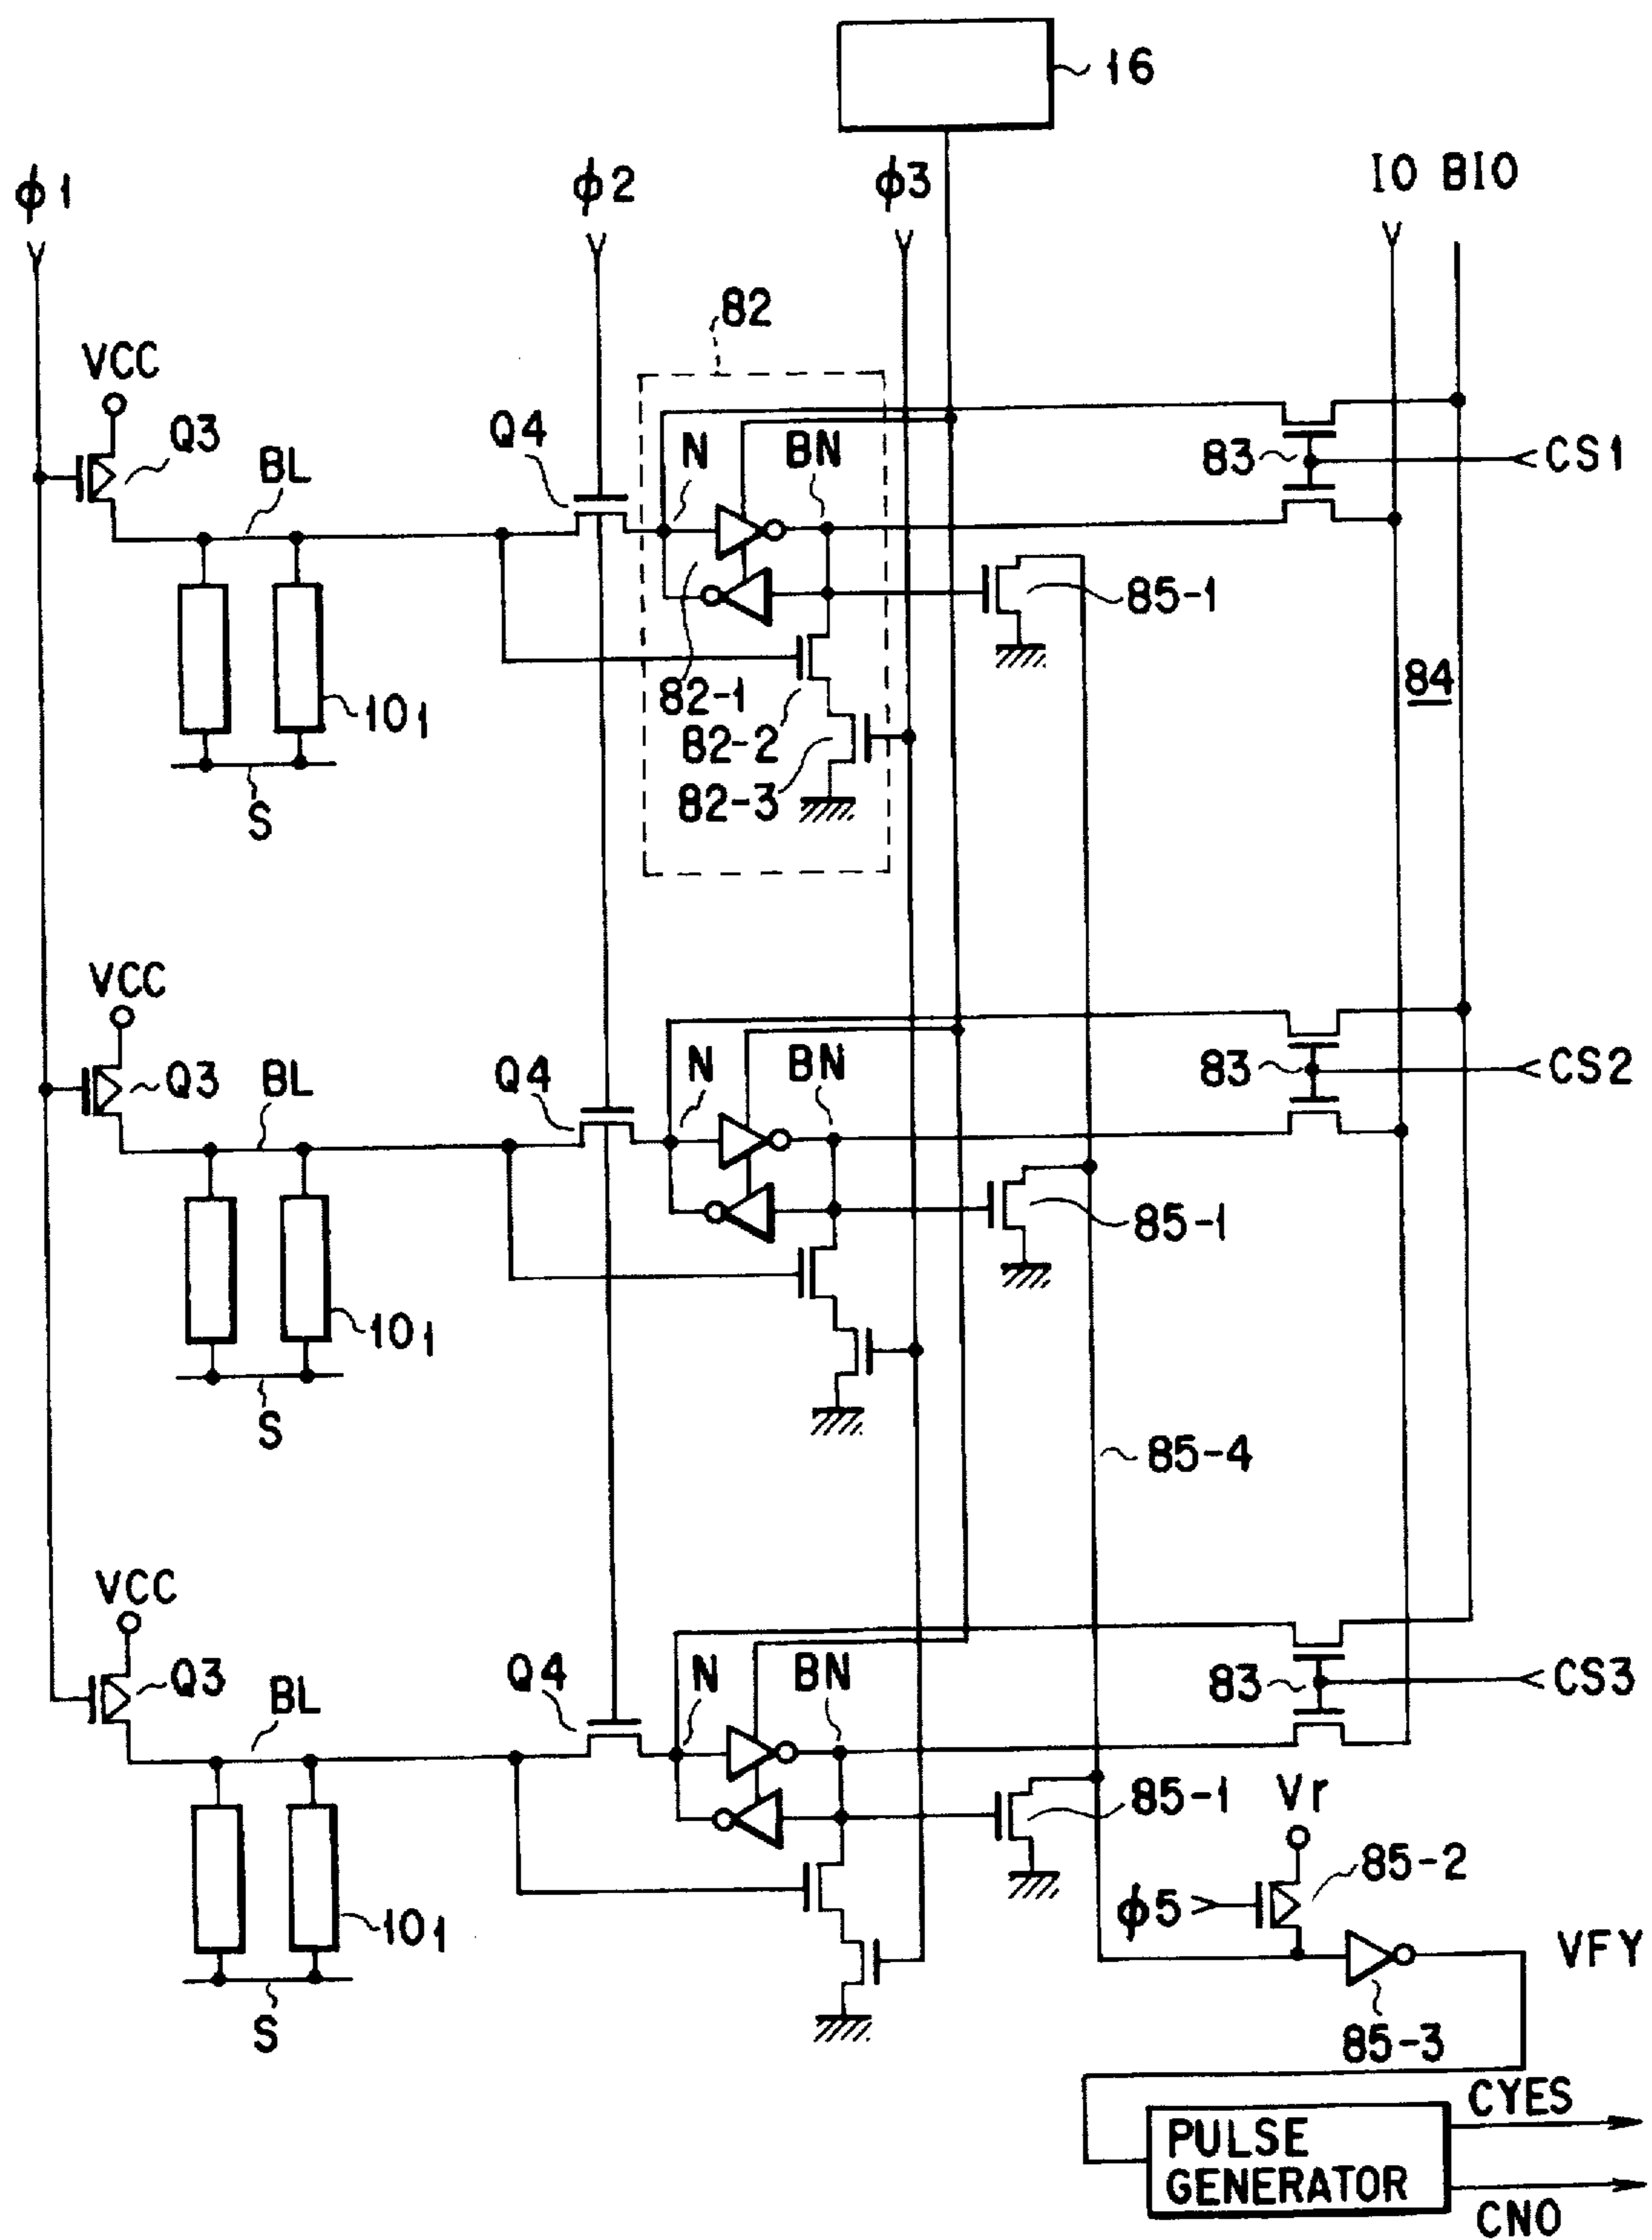 16
φ1
φ2
φ3
IO BIO
82
VCC
Q3
BL
Q4
N
BN
83
CS1
85-1
84
82-1
10₁
82-2
82-3
S
VCC
Q3
BL
Q4
N
BN
83
CS2
85-1
10₁
S
85-4
VCC
Q3
BL
Q4
N
BN
83
CS3
85-1
Vr
85-2
φ5
10₁
VFY
S
85-3
CYES
PULSE
GENERATOR
CNO